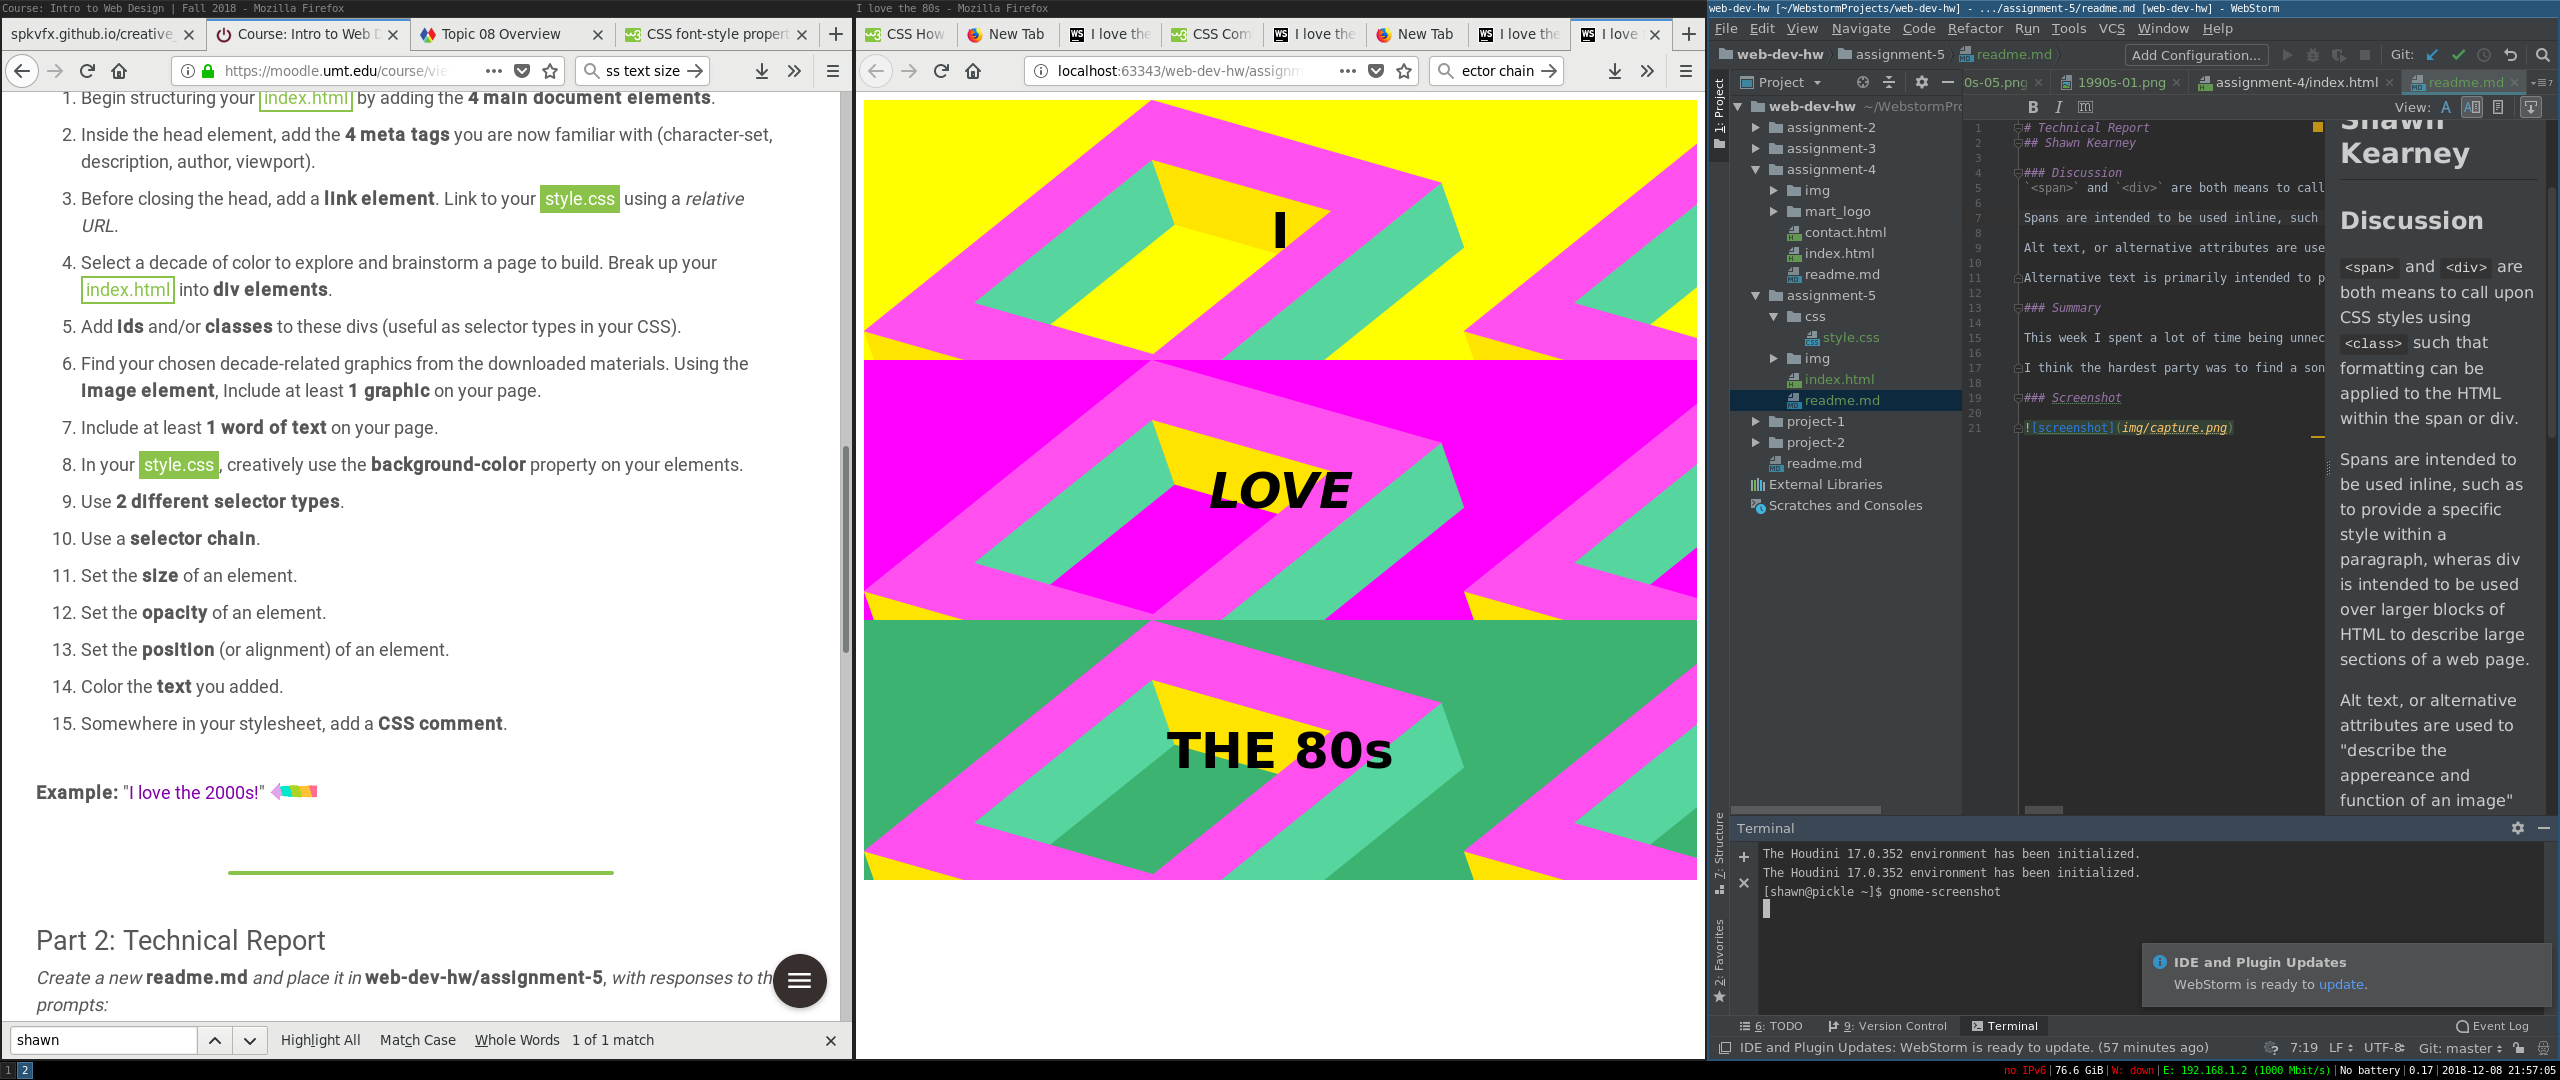 Course: Intro to Web Design | Fall 2018 - Mozilla Firefox
spkvfx.github.io/creative_
Course: Intro to Web D
Topic 08 Overview
CSS font-style propert
https://moodle.umt.edu/course/vie
ss text size
1. Begin structuring your index.html by adding the 4 main document elements.
2. Inside the head element, add the 4 meta tags you are now familiar with (character-set,
description, author, viewport).
3. Before closing the head, add a link element. Link to your style.css using a relative
URL.
4. Select a decade of color to explore and brainstorm a page to build. Break up your
index.html into div elements.
5. Add ids and/or classes to these divs (useful as selector types in your CSS).
6. Find your chosen decade-related graphics from the downloaded materials. Using the
image element, Include at least 1 graphic on your page.
7. Include at least 1 word of text on your page.
8. In your style.css, creatively use the background-color property on your elements.
9. Use 2 different selector types.
10. Use a selector chain.
11. Set the size of an element.
12. Set the opacity of an element.
13. Set the position (or alignment) of an element.
14. Color the text you added.
15. Somewhere in your stylesheet, add a CSS comment.
Example: "I love the 2000s!"
Part 2: Technical Report
Create a new readme.md and place it in web-dev-hw/assignment-5, with responses to th
prompts:
shawn
Highlight All
Match Case
Whole Words
1 of 1 match
I love the 80s - Mozilla Firefox
CSS How
New Tab
I love the
CSS Com
I love the
New Tab
I love the
I love
localhost:63343/web-dev-hw/assignm
ector chain
I
LOVE
THE 80s
web-dev-hw [~/WebstormProjects/web-dev-hw] - .../assignment-5/readme.md [web-dev-hw] - WebStorm
File Edit View Navigate Code Refactor Run Tools VCS Window Help
web-dev-hw assignment-5 readme.md
Add Configuration...
Git:
Project
0s-05.png
1990s-01.png
assignment-4/index.html
readme.md
1: Project
web-dev-hw ~/WebstormPro
assignment-2
assignment-3
assignment-4
img
mart_logo
contact.html
index.html
readme.md
assignment-5
css
style.css
img
index.html
readme.md
project-1
project-2
readme.md
External Libraries
Scratches and Consoles
7: Structure
2: Favorites
B I m
View: A
1 # Technical Report
2 ## Shawn Kearney
3
4 ### Discussion
5 `<span>` and `<div>` are both means to call
6
7 Spans are intended to be used inline, such
8
9 Alt text, or alternative attributes are use
10
11 Alternative text is primarily intended to p
12
13 ### Summary
14
15 This week I spent a lot of time being unnec
16
17 I think the hardest party was to find a son
18
19 ### Screenshot
20
21 ![screenshot](img/capture.png)
Shawn
Kearney
Discussion
<span> and <div> are
both means to call upon
CSS styles using
<class> such that
formatting can be
applied to the HTML
within the span or div.
Spans are intended to
be used inline, such as
to provide a specific
style within a
paragraph, wheras div
is intended to be used
over larger blocks of
HTML to describe large
sections of a web page.
Alt text, or alternative
attributes are used to
"describe the
appereance and
function of an image"
Terminal
The Houdini 17.0.352 environment has been initialized.
The Houdini 17.0.352 environment has been initialized.
[shawn@pickle ~]$ gnome-screenshot
IDE and Plugin Updates
WebStorm is ready to update.
6: TODO
9: Version Control
Terminal
Event Log
IDE and Plugin Updates: WebStorm is ready to update. (57 minutes ago)
7:19 LF UTF-8 Git: master
1 2
no IPv6|76.6 GiB|W: down|E: 192.168.1.2 (1000 Mbit/s)|No battery|0.17|2018-12-08 21:57:05